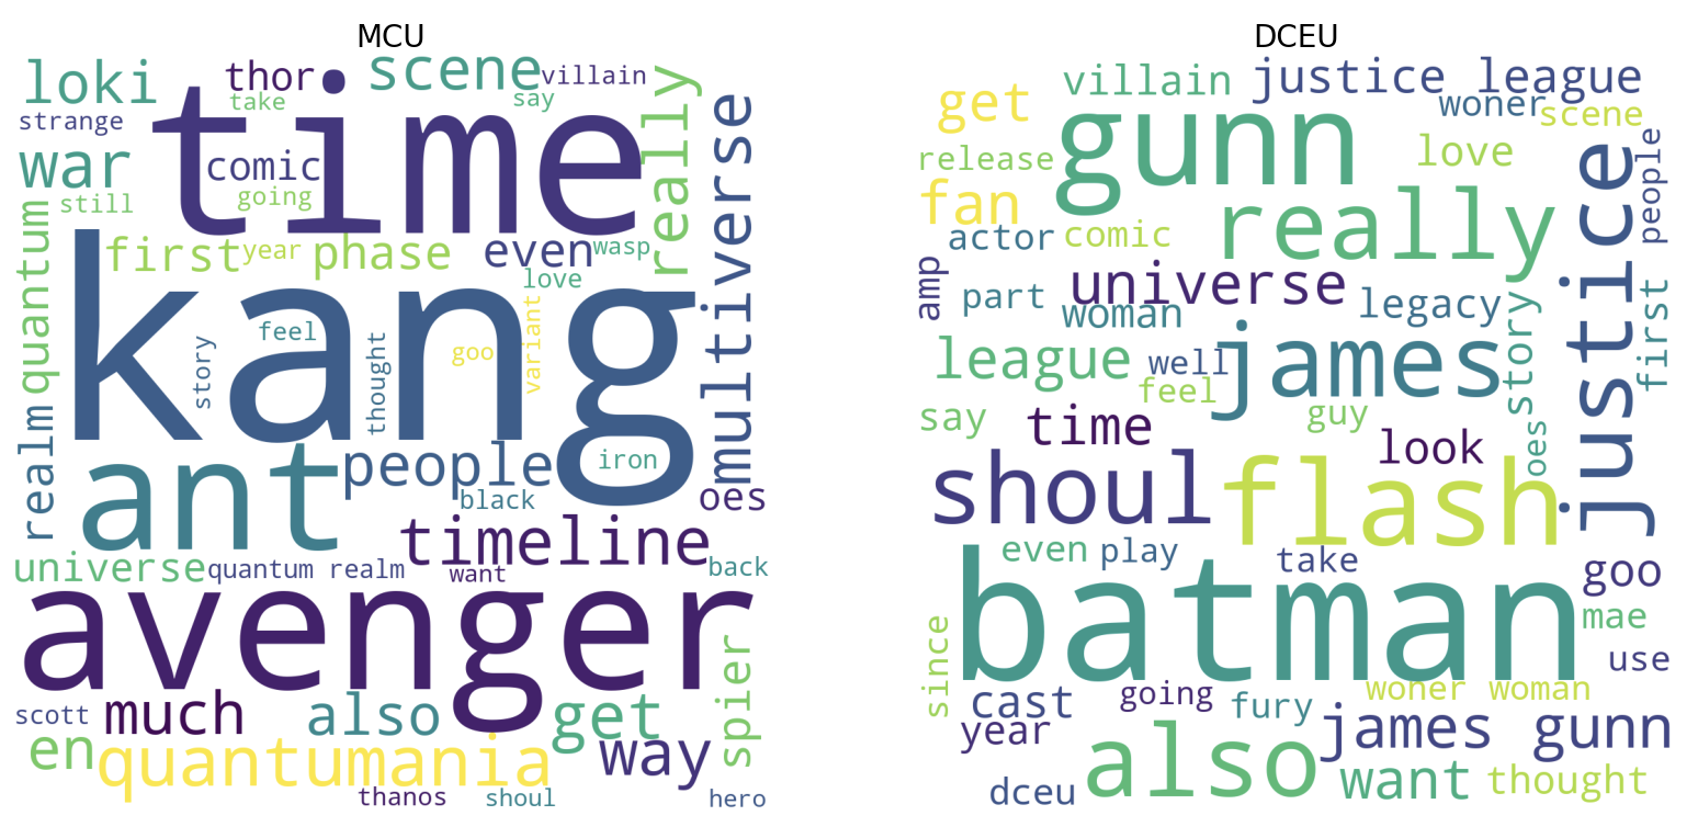 MCU
loki
thor
scene
villain
take
say
strange
time
really
multiverse
war
comic
going
still
quantum
first
year
phase
even
wasp
love
kang
feel
story
thought
goo
variant
realm
ant
people
iron
black
oes
timeline
universe
quantum realm
want
back
avenger
spier
scott
much
also
get
en
quantumania
way
thanos
shoul
hero
DCEU
villain
justice league
get
woner
scene
gunn
release
love
people
fan
really
justice
actor
comic
amp
universe
part
woman
legacy
story
first
league
well
james
feel
say
time
guy
look
oes
shoul
flash
even
play
take
goo
batman
mae
since
use
cast
going
fury
woner woman
year
james gunn
also
want
thought
dceu